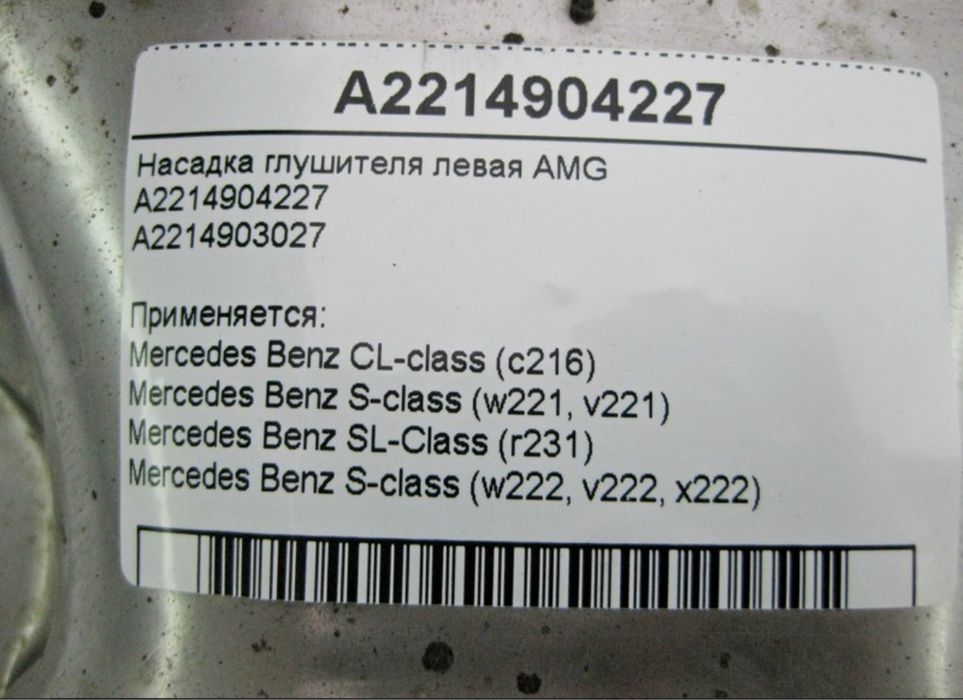 A2214904227
Насадка глушителя левая AMG
A2214904227
A2214903027
Применяется:
Mercedes Benz CL-class (c216)
Mercedes Benz S-class (w221, v221)
Mercedes Benz SL-Class (r231)
Mercedes Benz S-class (w222, v222, x222)